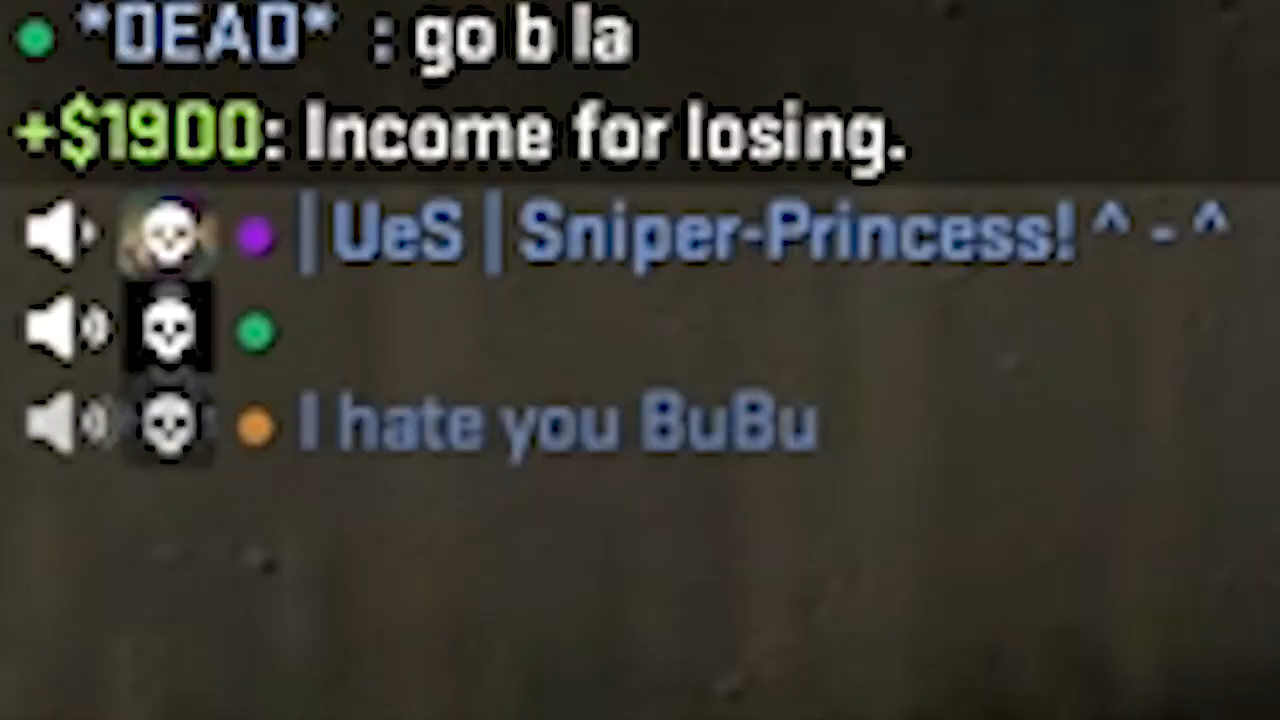 *DEAD* : go b la
+$1900: Income for losing.
| UeS | Sniper-Princess! ^ - ^
I hate you BuBu